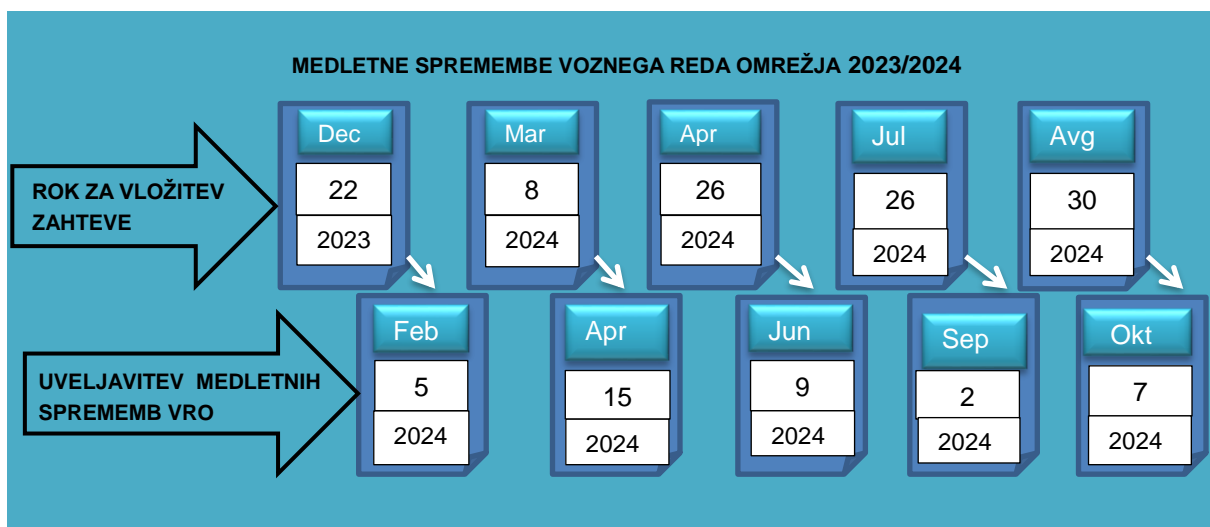 MEDLETNE SPREMEMBE VOZNEGA REDA OMREŽJA 2023/2024
ROK ZA VLOŽITEV
ZAHTEVE
Dec
22
2023
Mar
8
2024
Apr
26
2024
Jul
26
2024
Avg
30
2024
UVELJAVITEV MEDLETNIH
SPREMEMB VRO
Feb
5
2024
Apr
15
2024
Jun
9
2024
Sep
2
2024
Okt
7
2024